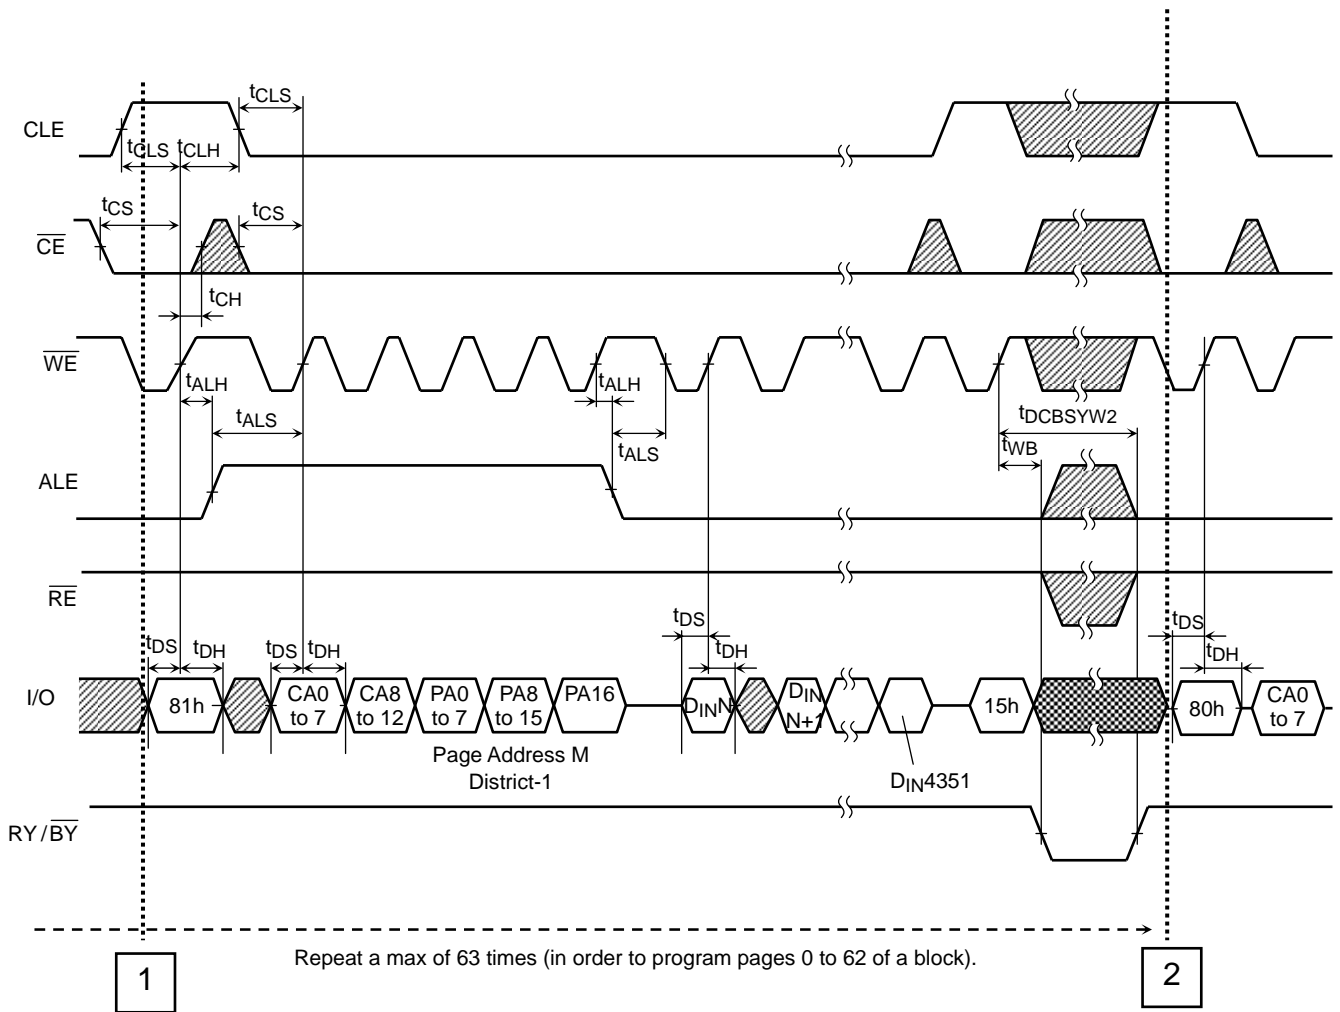 tCLS
CLE
tCLS tCLH
tCS tCS
CE
tCH
WE
tALH tALH
tDCBSYW2
tALS
tALS tWB
ALE
RE
tDS tDH tDS tDH tDS tDH tDS tDH
I/O 81h CA0 to 7 CA8 to 12 PA0 to 7 PA8 to 15 PA16 DINN DIN N+1 15h 80h CA0 to 7
Page Address M
District-1
DIN4351
RY/BY
Repeat a max of 63 times (in order to program pages 0 to 62 of a block).
1 2